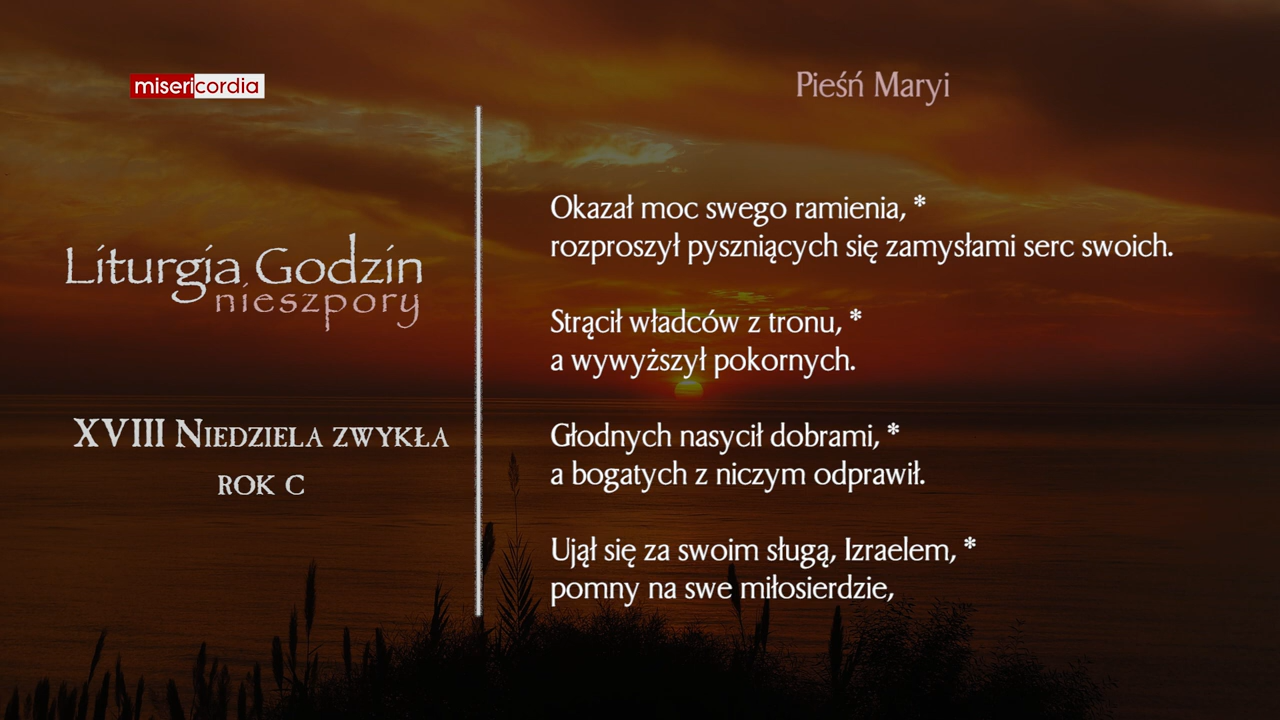 misericordia
Liturgia Godzin
nieszpory
XVIII Niedziela zwykła
rok C
Pieśń Maryi
Okazał moc swego ramienia, *
rozproszył pyszniących się zamysłami serc swoich.
Strącił władców z tronu, *
a wywyższył pokornych.
Głodnych nasycił dobrami, *
a bogatych z niczym odprawił.
Ujął się za swoim sługą, Izraelem, *
pomny na swe miłosierdzie,